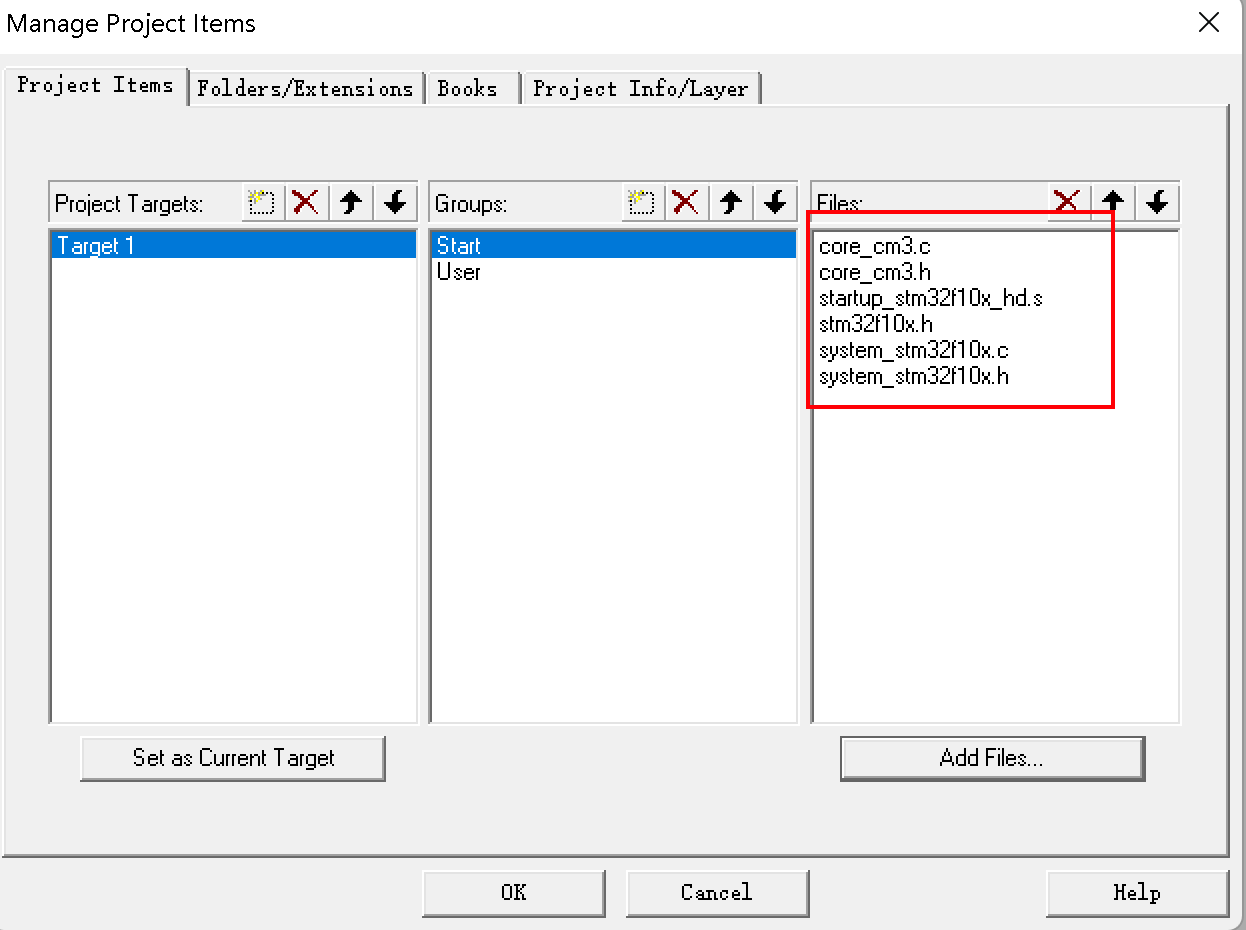 Manage Project Items
Project Items
Folders/Extensions
Books
Project Info/Layer
Project Targets:
Groups:
Files:
Target 1
Start
User
core_cm3.c
core_cm3.h
startup_stm32f10x_hd.s
stm32f10x.h
system_stm32f10x.c
system_stm32f10x.h
Set as Current Target
Add Files...
OK
Cancel
Help